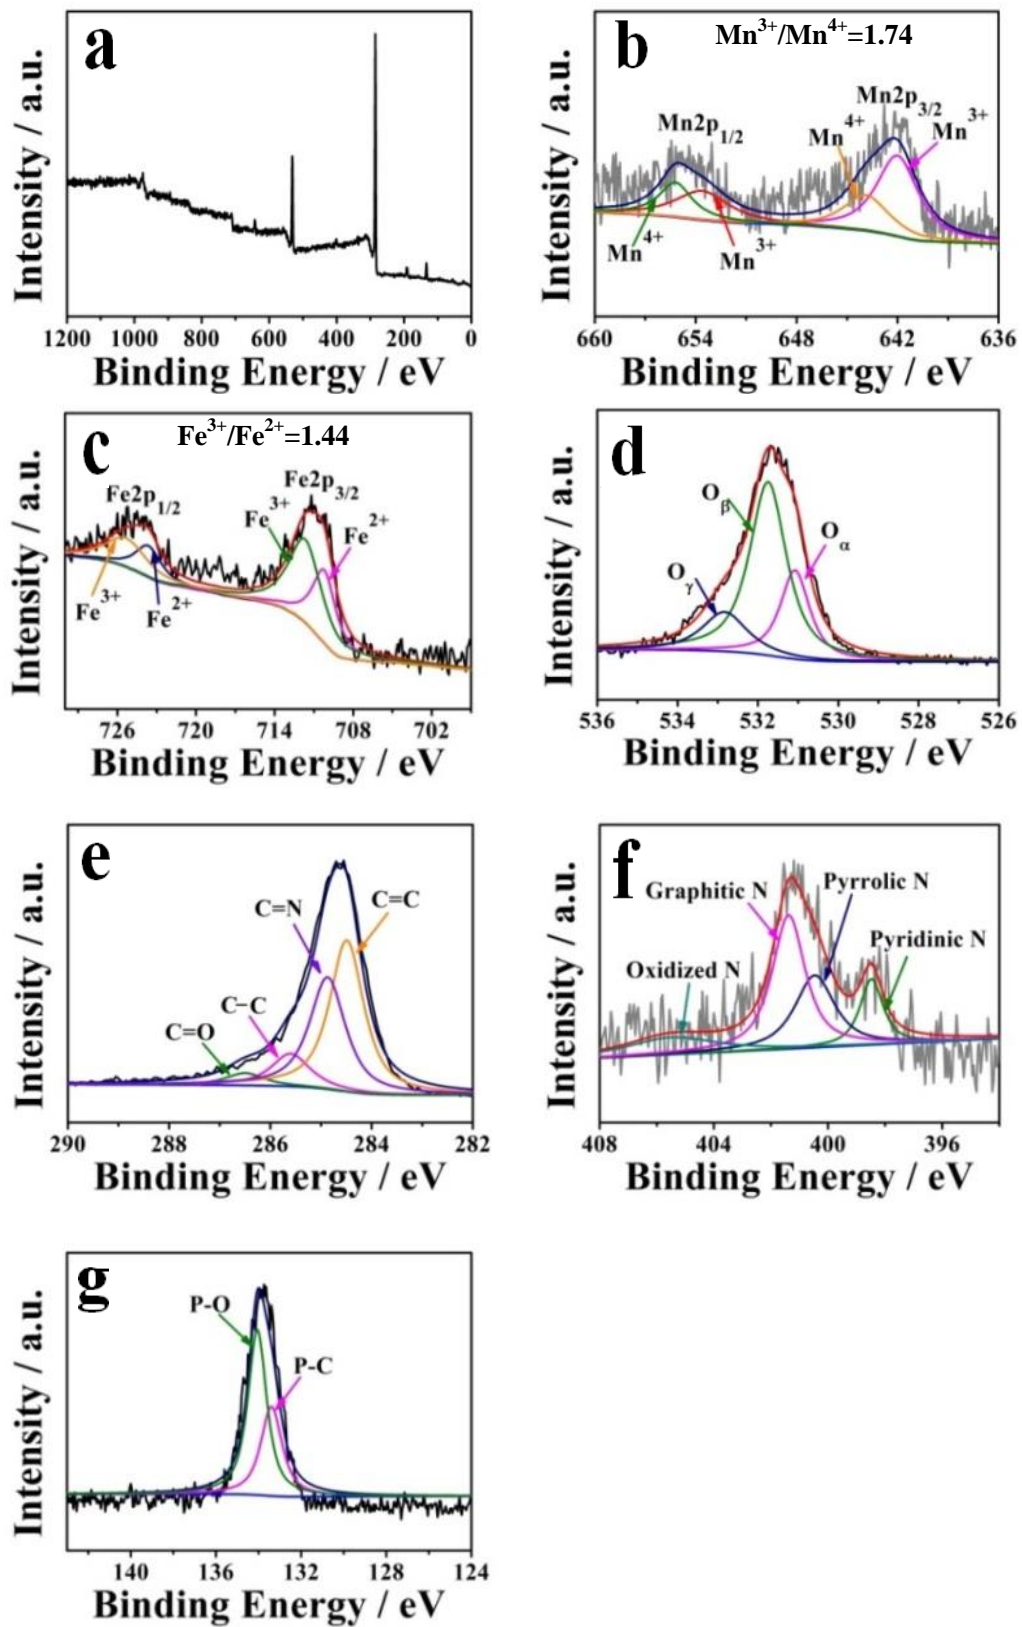 a
Intensity / a.u.
1200 1000 800 600 400 200 0
Binding Energy / eV
b
Mn3+/Mn4+=1.74
Mn2p1/2
Mn2p3/2
Mn4+
Mn3+
Mn4+
Mn3+
Intensity / a.u.
660 654 648 642 636
Binding Energy / eV
c
Fe3+/Fe2+=1.44
Fe2p1/2
Fe2p3/2
Fe3+
Fe2+
Fe3+
Fe2+
Intensity / a.u.
726 720 714 708 702
Binding Energy / eV
d
Oβ
Oα
Oγ
Intensity / a.u.
536 534 532 530 528 526
Binding Energy / eV
e
C=N
C=C
C−C
C=O
Intensity / a.u.
290 288 286 284 282
Binding Energy / eV
f
Graphitic N
Pyrrolic N
Pyridinic N
Oxidized N
Intensity / a.u.
408 404 400 396
Binding Energy / eV
g
P-O
P-C
Intensity / a.u.
140 136 132 128 124
Binding Energy / eV